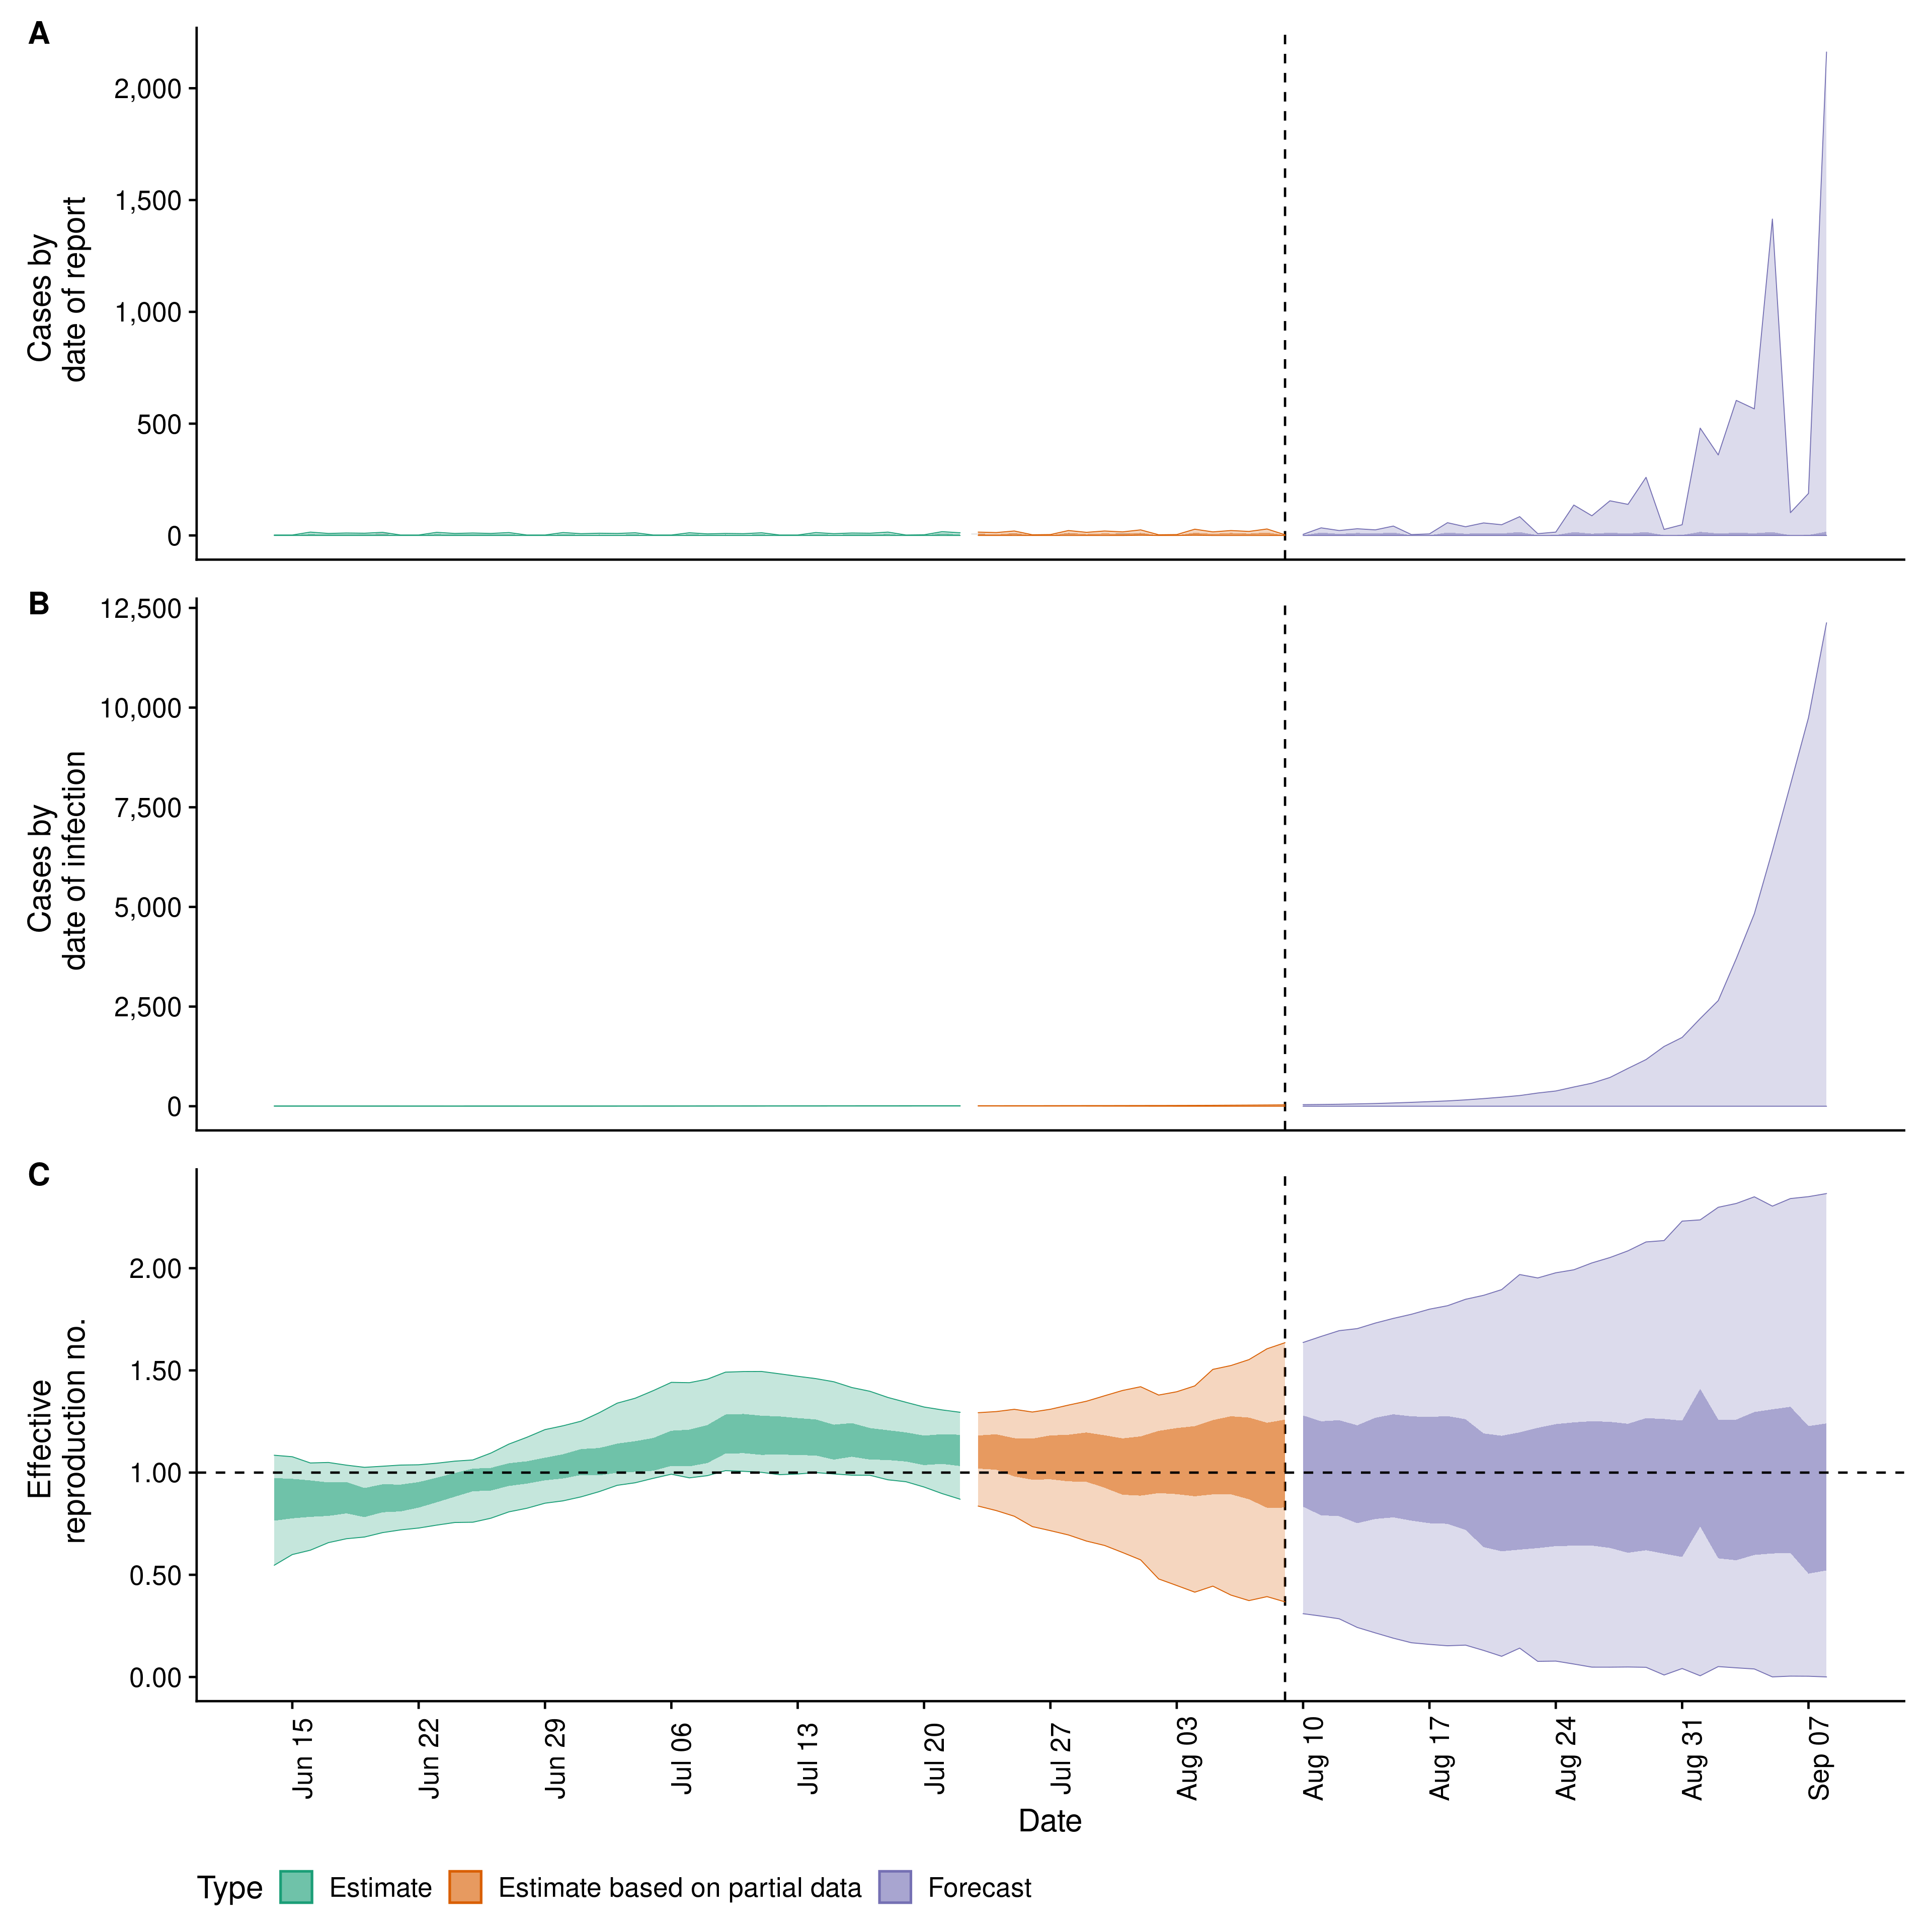 A
Cases by
date of report
2,000
1,500
1,000
500
0
B
Cases by
date of infection
12,500
10,000
7,500
5,000
2,500
0
C
Effective
reproduction no.
2.00
1.50
1.00
0.50
0.00
Jun 15
Jun 22
Jun 29
Jul 06
Jul 13
Jul 20
Jul 27
Aug 03
Aug 10
Aug 17
Aug 24
Aug 31
Sep 07
Date
Type Estimate Estimate based on partial data Forecast